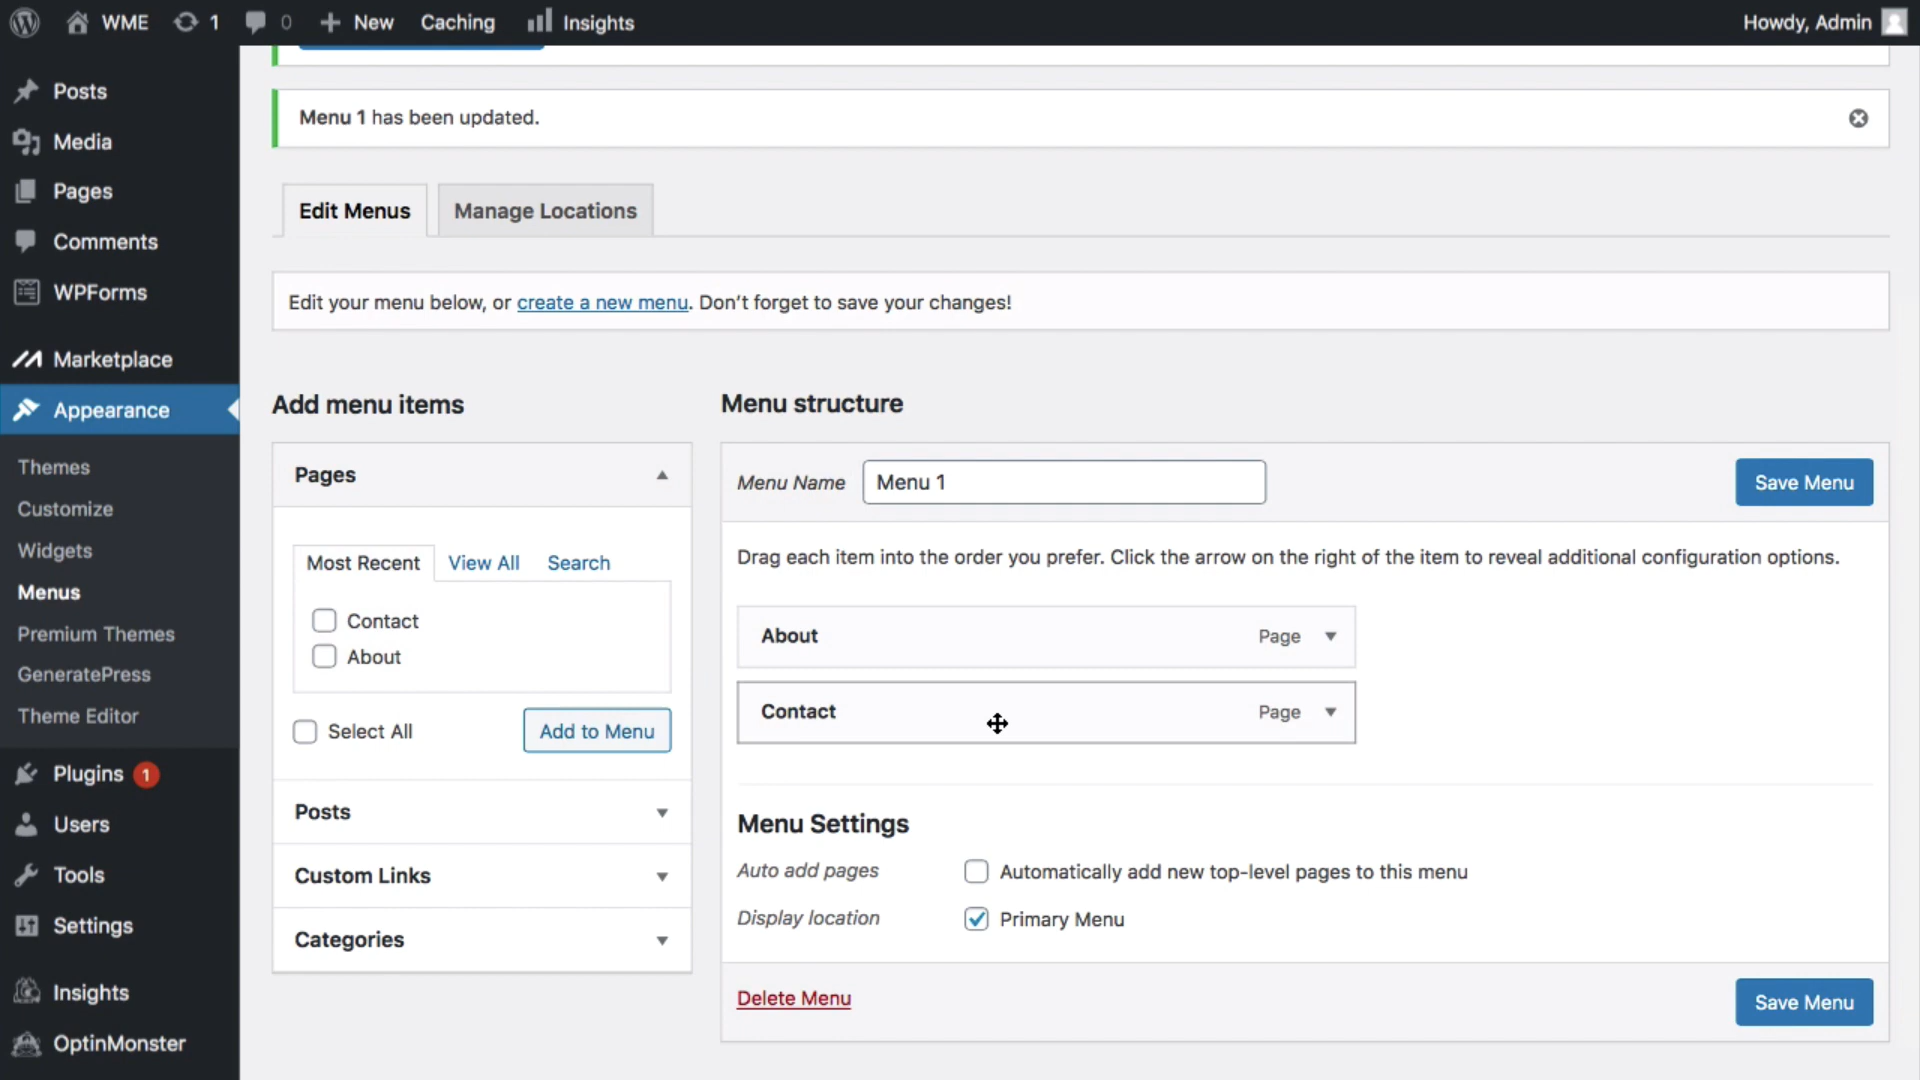 WME 1 0 New Caching Insights Howdy, Admin
Posts
Media
Pages
Comments
WPForms
Marketplace
Appearance
Themes
Customize
Widgets
Menus
Premium Themes
GeneratePress
Theme Editor
Plugins 1
Users
Tools
Settings
Insights
OptinMonster
Menu 1 has been updated.
Edit Menus Manage Locations
Edit your menu below, or create a new menu. Don't forget to save your changes!
Add menu items
Pages
Most Recent View All Search
Contact
About
Select All Add to Menu
Posts
Custom Links
Categories
Menu structure
Menu Name Menu 1 Save Menu
Drag each item into the order you prefer. Click the arrow on the right of the item to reveal additional configuration options.
About Page
Contact Page
Menu Settings
Auto add pages Automatically add new top-level pages to this menu
Display location Primary Menu
Delete Menu Save Menu